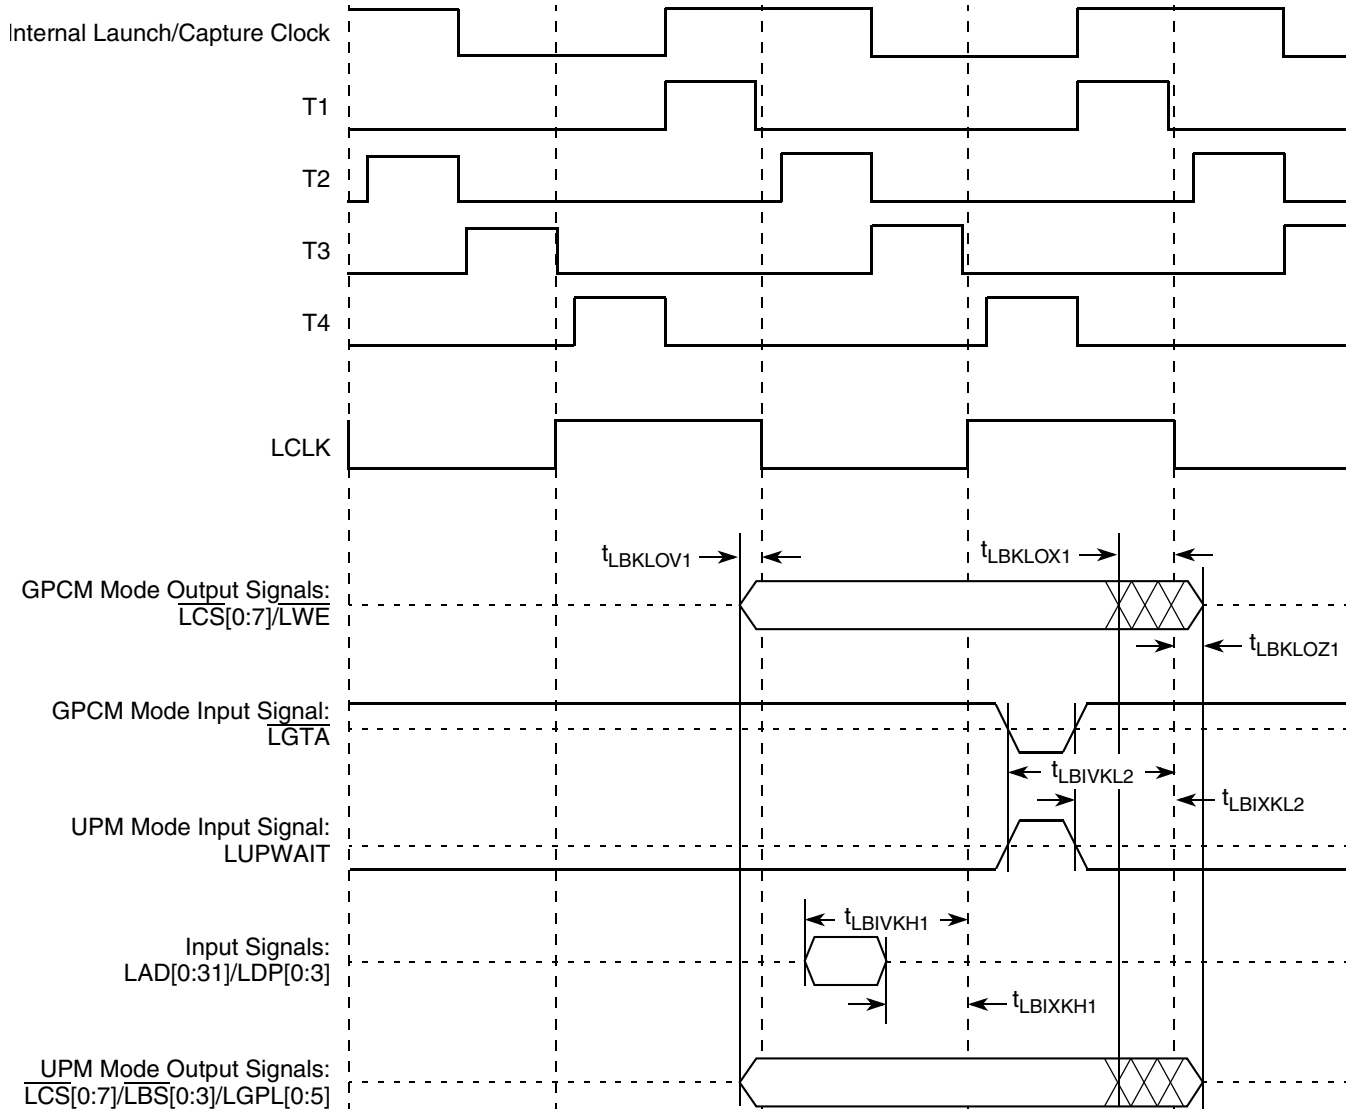 Internal Launch/Capture Clock
T1
T2
T3
T4
LCLK
tLBKLOV1
tLBKLOX1
GPCM Mode Output Signals:
LCS[0:7]/LWE
tLBKLOZ1
GPCM Mode Input Signal:
LGTA
tLBIVKL2
tLBIXKL2
UPM Mode Input Signal:
LUPWAIT
tLBIVKH1
Input Signals:
LAD[0:31]/LDP[0:3]
tLBIXKH1
UPM Mode Output Signals:
LCS[0:7]/LBS[0:3]/LGPL[0:5]